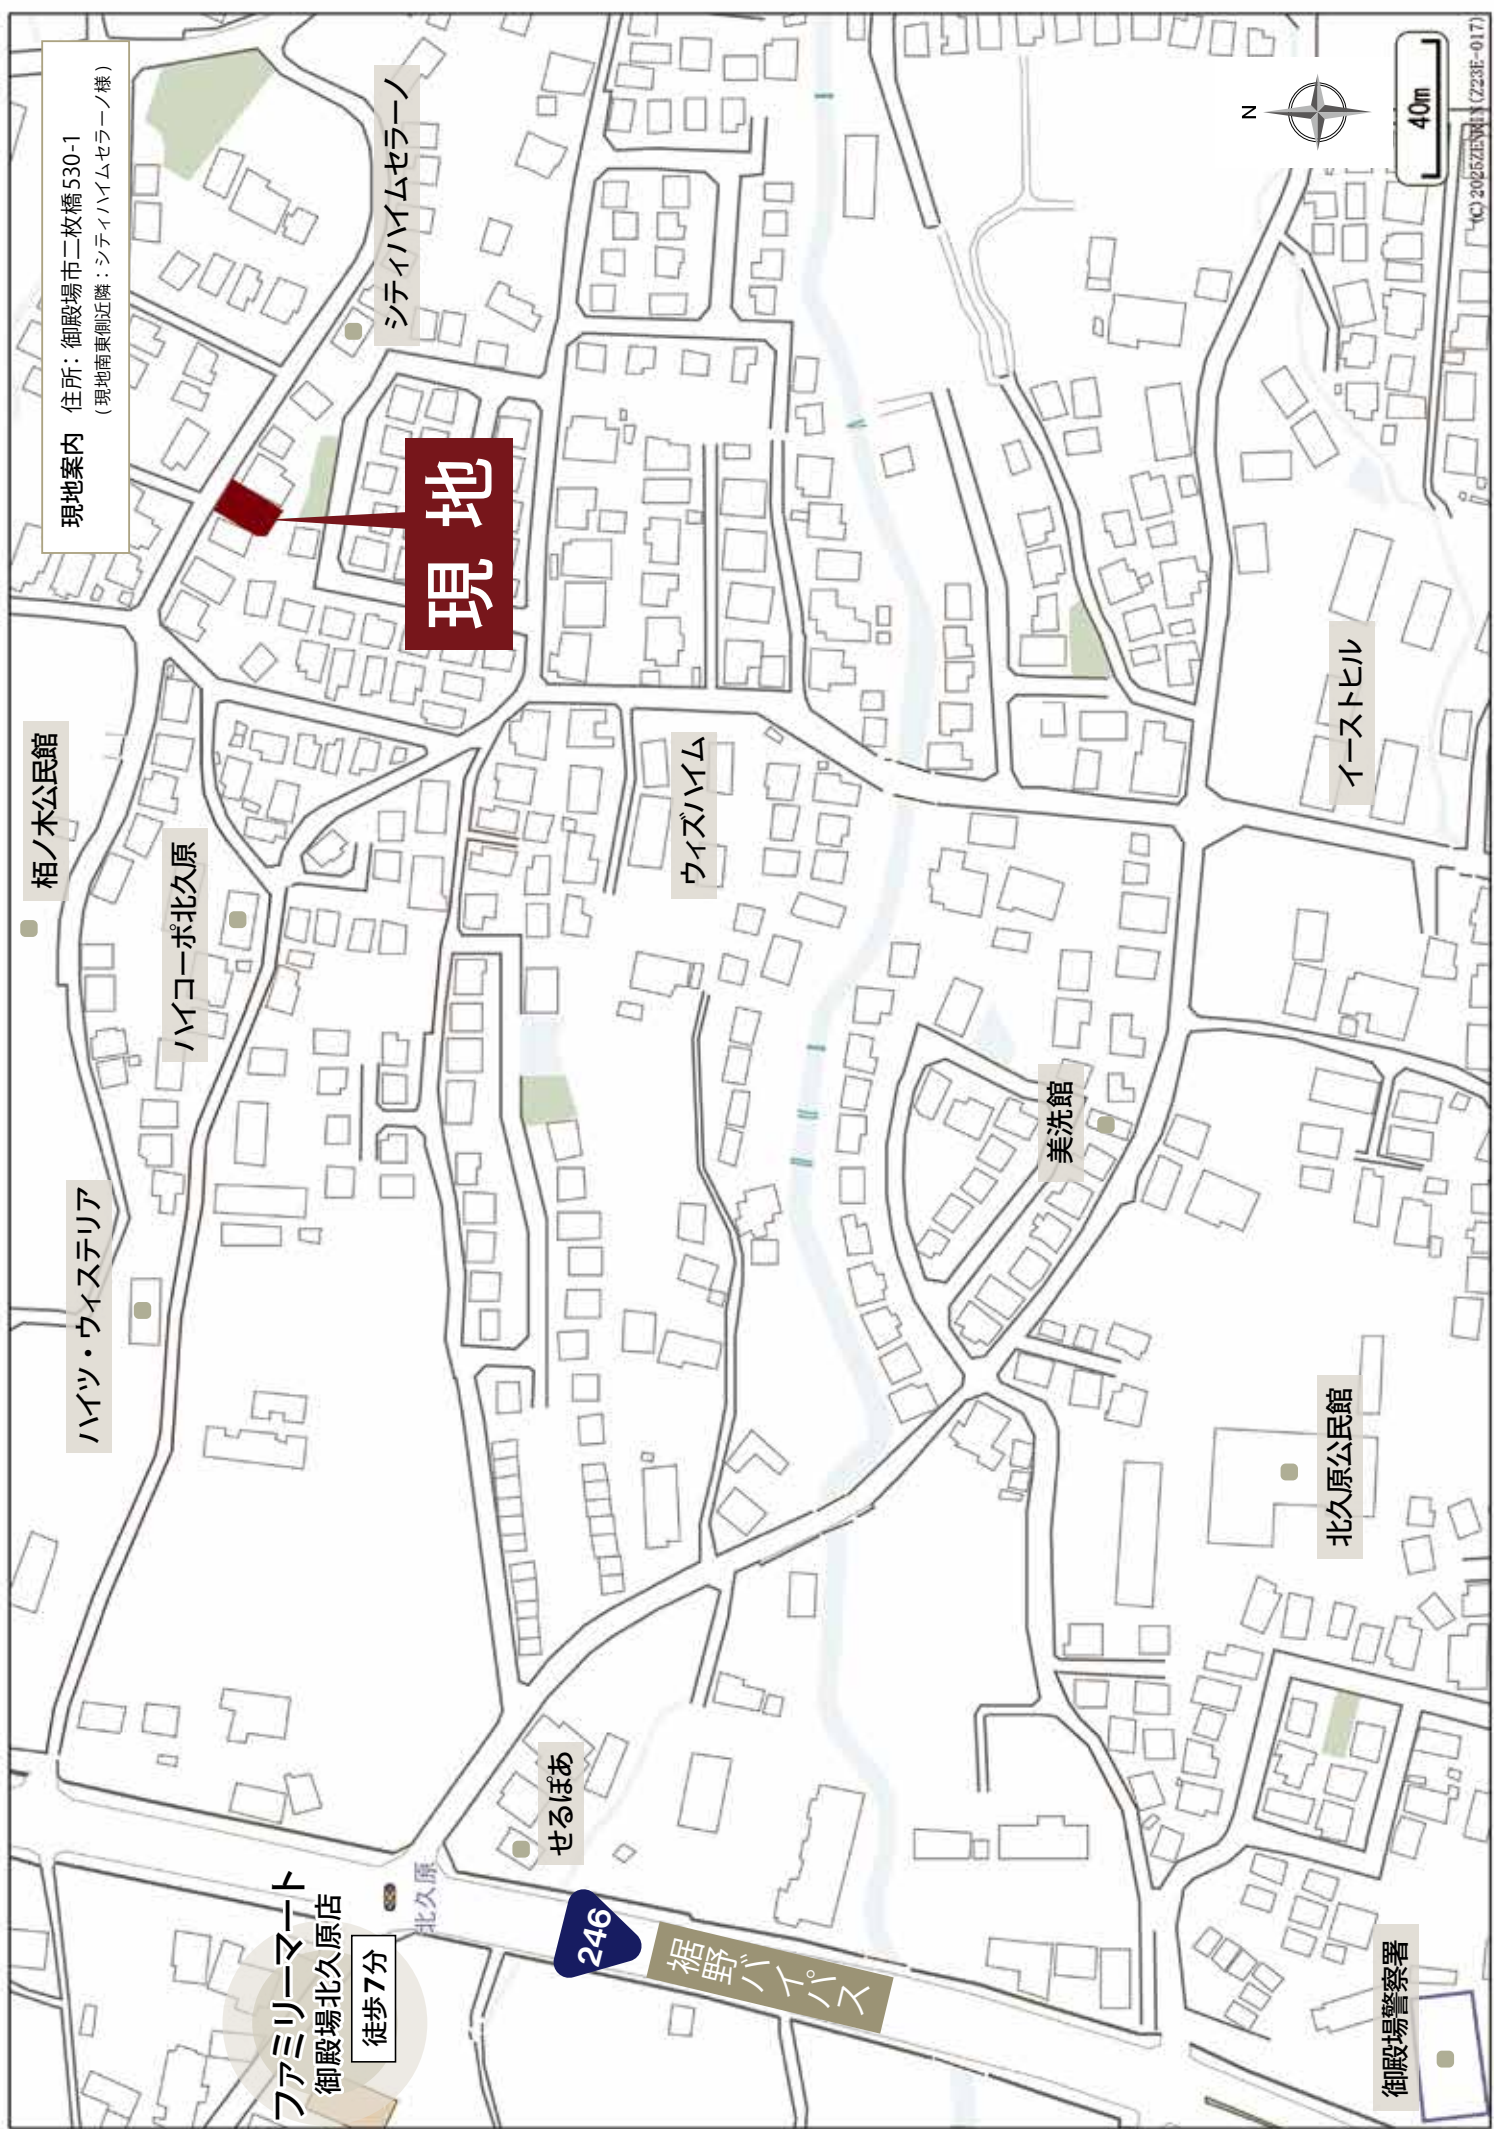 現地案内 住所：御殿場市二枚橋530-1
(現地南東側近隣：シティハイムセラーノ様)
シティハイムセラーノ
現地
栢ノ木公民館
ハイコーポ北久原
ハイツ・ウィステリア
ウィズハイム
イーストヒル
美洗館
北久原公民館
せるぽあ
北久原
ファミリーマート
御殿場北久原店
徒歩7分
246
裾野バイパス
御殿場警察署
N
40m
(C) 2025ZENRIN(Z23E-017)